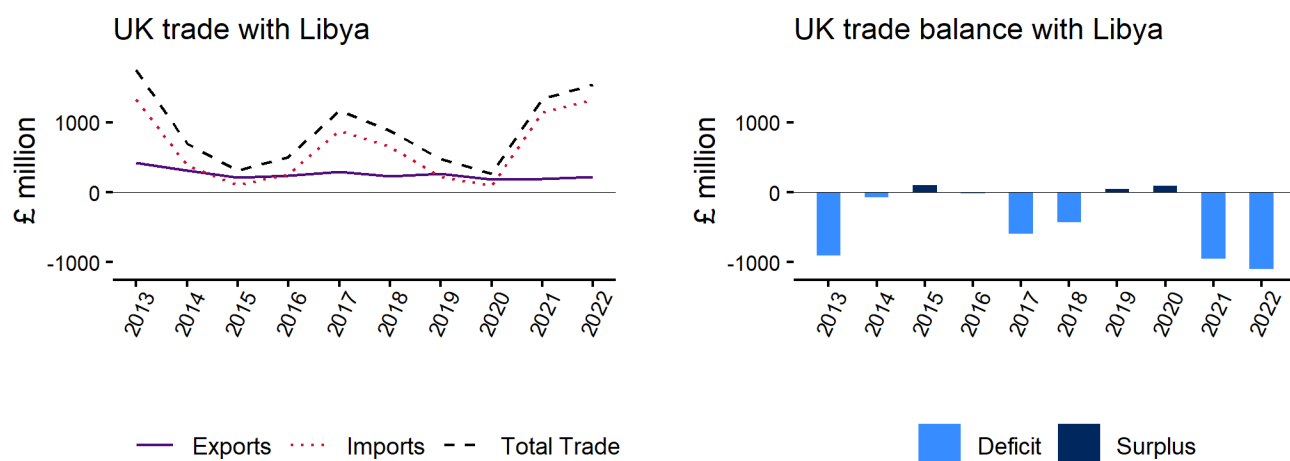 UK trade with Libya
£ million
1000
0
-1000
2013 2014 2015 2016 2017 2018 2019 2020 2021 2022
Exports Imports Total Trade
UK trade balance with Libya
£ million
1000
0
-1000
2013 2014 2015 2016 2017 2018 2019 2020 2021 2022
Deficit Surplus